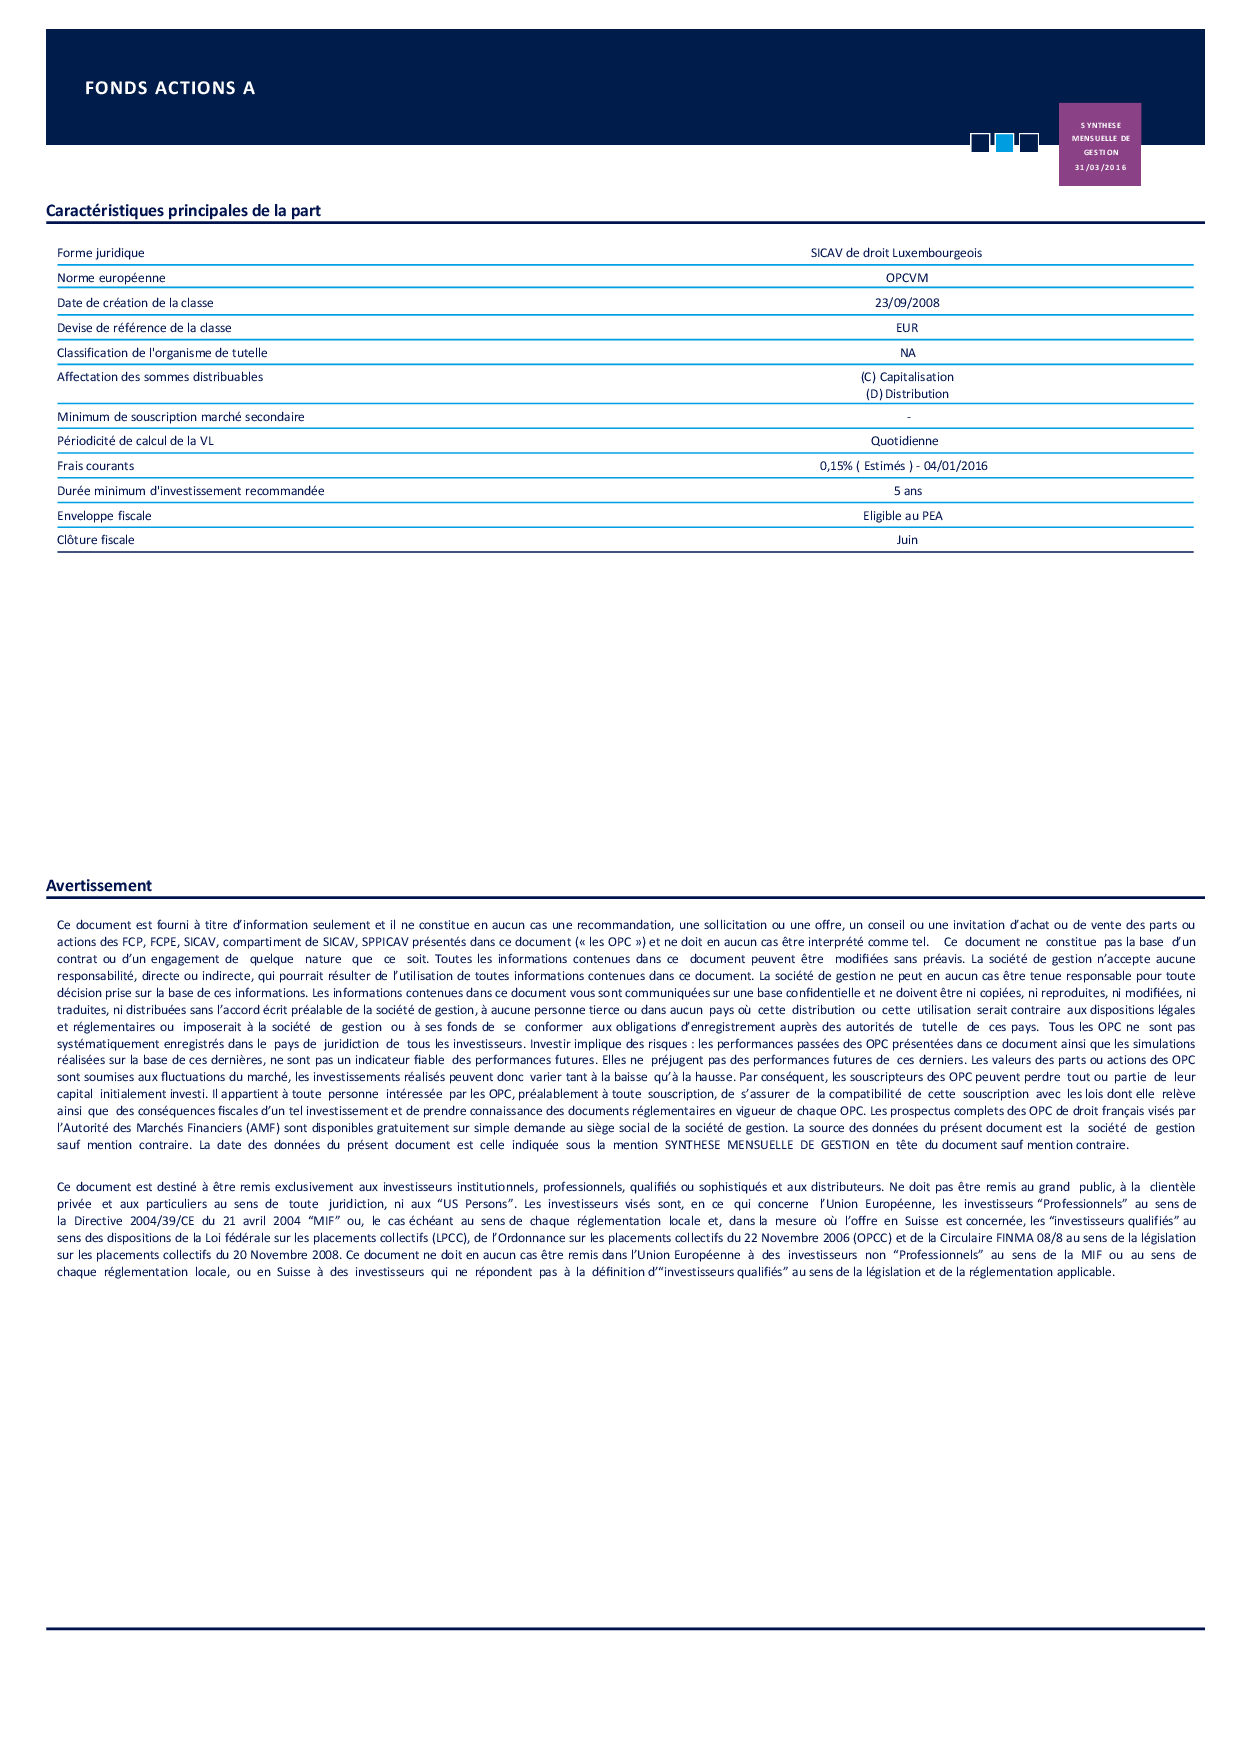 FONDS ACTIONS A
SYNTHESE
MENSUELLE DE
GESTION
31/03/2016
Caractéristiques principales de la part
Forme juridique SICAV de droit Luxembourgeois
Norme européenne OPCVM
Date de création de la classe 23/09/2008
Devise de référence de la classe EUR
Classification de l'organisme de tutelle NA
Affectation des sommes distribuables (C) Capitalisation
(D) Distribution
Minimum de souscription marché secondaire -
Périodicité de calcul de la VL Quotidienne
Frais courants 0,15% ( Estimés ) - 04/01/2016
Durée minimum d'investissement recommandée 5 ans
Enveloppe fiscale Eligible au PEA
Clôture fiscale Juin
Avertissement
Ce document est fourni à titre d’information seulement et il ne constitue en aucun cas une recommandation, une sollicitation ou une offre, un conseil ou une invitation d’achat ou de vente des parts ou
actions des FCP, FCPE, SICAV, compartiment de SICAV, SPPICAV présentés dans ce document (« les OPC ») et ne doit en aucun cas être interprété comme tel. Ce document ne constitue pas la base d’un
contrat ou d’un engagement de quelque nature que ce soit. Toutes les informations contenues dans ce document peuvent être modifiées sans préavis. La société de gestion n’accepte aucune
responsabilité, directe ou indirecte, qui pourrait résulter de l’utilisation de toutes informations contenues dans ce document. La société de gestion ne peut en aucun cas être tenue responsable pour toute
décision prise sur la base de ces informations. Les informations contenues dans ce document vous sont communiquées sur une base confidentielle et ne doivent être ni copiées, ni reproduites, ni modifiées, ni
traduites, ni distribuées sans l’accord écrit préalable de la société de gestion, à aucune personne tierce ou dans aucun pays où cette distribution ou cette utilisation serait contraire aux dispositions légales
et réglementaires ou imposerait à la société de gestion ou à ses fonds de se conformer aux obligations d’enregistrement auprès des autorités de tutelle de ces pays. Tous les OPC ne sont pas
systématiquement enregistrés dans le pays de juridiction de tous les investisseurs. Investir implique des risques : les performances passées des OPC présentées dans ce document ainsi que les simulations
réalisées sur la base de ces dernières, ne sont pas un indicateur fiable des performances futures. Elles ne préjugent pas des performances futures de ces derniers. Les valeurs des parts ou actions des OPC
sont soumises aux fluctuations du marché, les investissements réalisés peuvent donc varier tant à la baisse qu’à la hausse. Par conséquent, les souscripteurs des OPC peuvent perdre tout ou partie de leur
capital initialement investi. Il appartient à toute personne intéressée par les OPC, préalablement à toute souscription, de s’assurer de la compatibilité de cette souscription avec les lois dont elle relève
ainsi que des conséquences fiscales d’un tel investissement et de prendre connaissance des documents réglementaires en vigueur de chaque OPC. Les prospectus complets des OPC de droit français visés par
l’Autorité des Marchés Financiers (AMF) sont disponibles gratuitement sur simple demande au siège social de la société de gestion. La source des données du présent document est la société de gestion
sauf mention contraire. La date des données du présent document est celle indiquée sous la mention SYNTHESE MENSUELLE DE GESTION en tête du document sauf mention contraire.
Ce document est destiné à être remis exclusivement aux investisseurs institutionnels, professionnels, qualifiés ou sophistiqués et aux distributeurs. Ne doit pas être remis au grand public, à la clientèle
privée et aux particuliers au sens de toute juridiction, ni aux “US Persons”. Les investisseurs visés sont, en ce qui concerne l’Union Européenne, les investisseurs “Professionnels” au sens de
la Directive 2004/39/CE du 21 avril 2004 “MIF” ou, le cas échéant au sens de chaque réglementation locale et, dans la mesure où l’offre en Suisse est concernée, les “investisseurs qualifiés” au
sens des dispositions de la Loi fédérale sur les placements collectifs (LPCC), de l’Ordonnance sur les placements collectifs du 22 Novembre 2006 (OPCC) et de la Circulaire FINMA 08/8 au sens de la législation
sur les placements collectifs du 20 Novembre 2008. Ce document ne doit en aucun cas être remis dans l’Union Européenne à des investisseurs non “Professionnels” au sens de la MIF ou au sens de
chaque réglementation locale, ou en Suisse à des investisseurs qui ne répondent pas à la définition d’“investisseurs qualifiés” au sens de la législation et de la réglementation applicable.